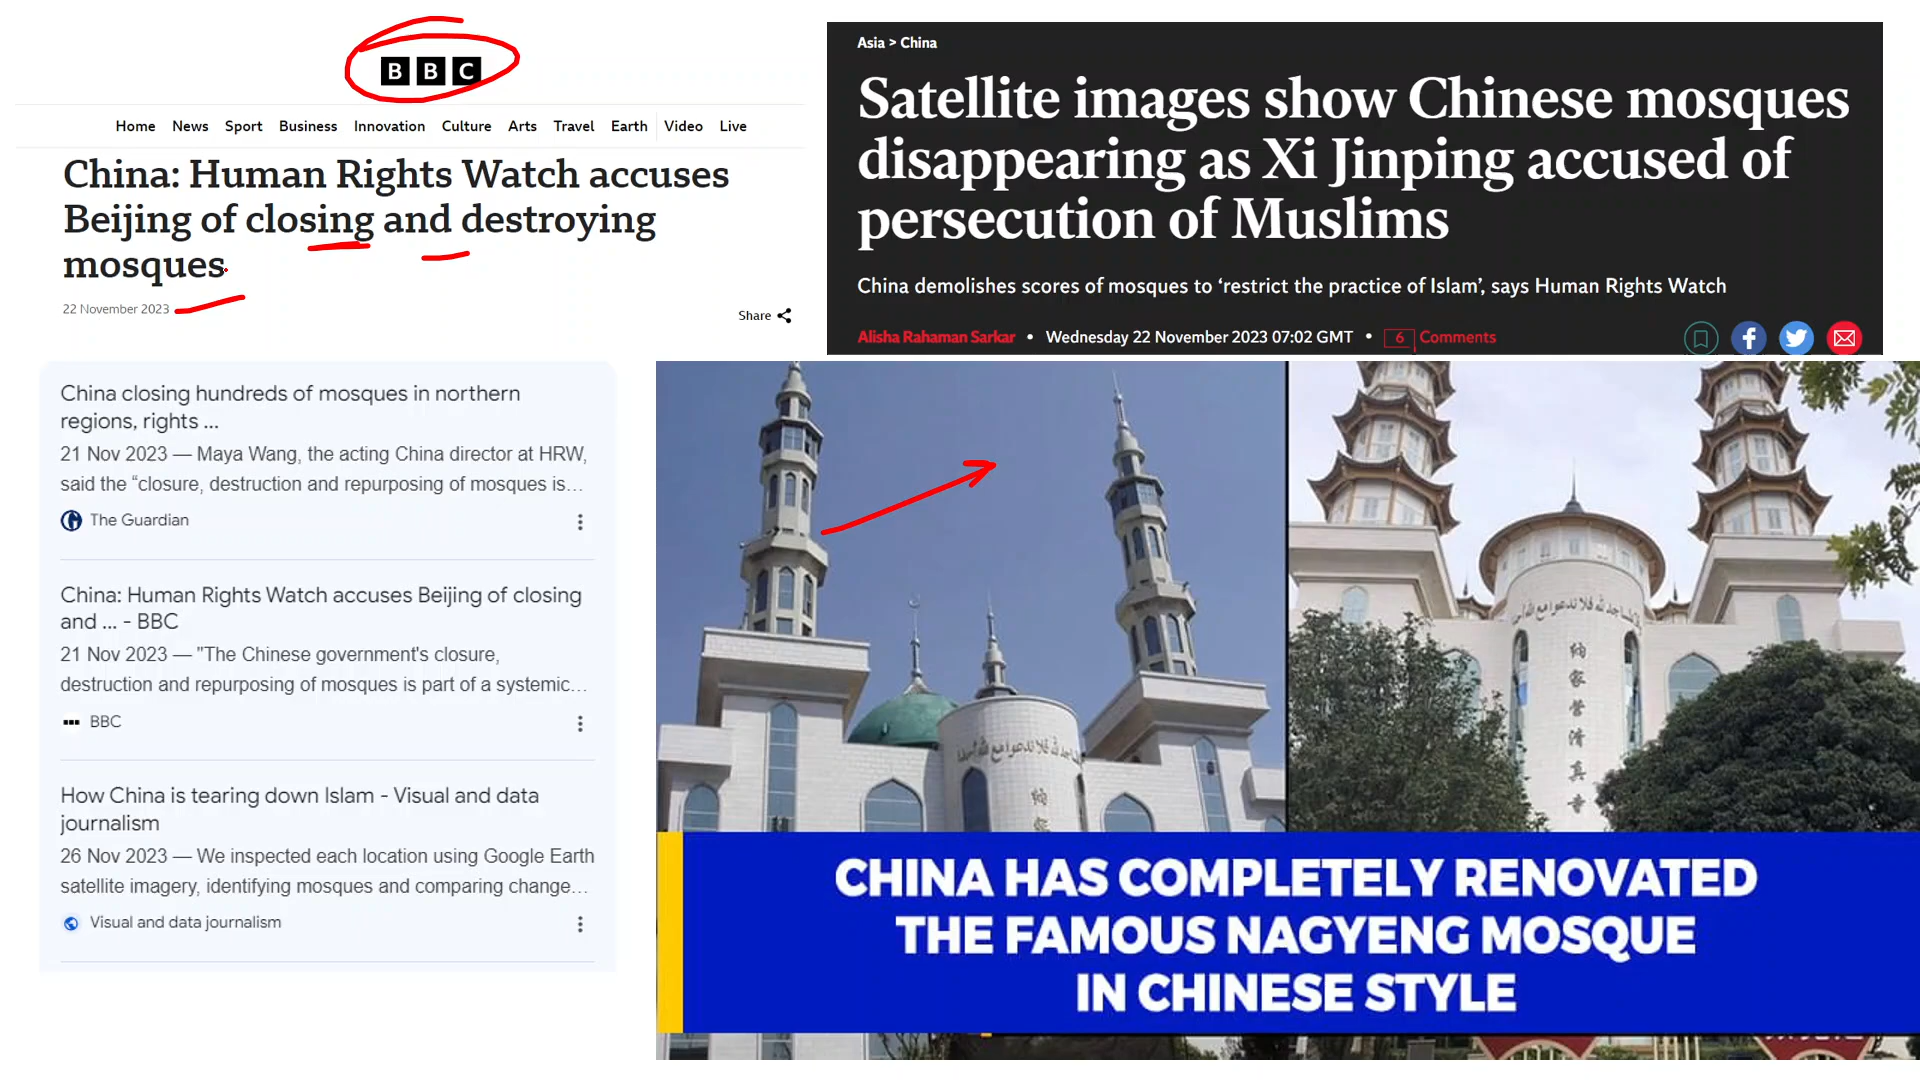 BBC
Home News Sport Business Innovation Culture Arts Travel Earth Video Live
China: Human Rights Watch accuses
Beijing of closing and destroying
mosques
22 November 2023
Share
Asia > China
Satellite images show Chinese mosques
disappearing as Xi Jinping accused of
persecution of Muslims
China demolishes scores of mosques to ‘restrict the practice of Islam’, says Human Rights Watch
Alisha Rahaman Sarkar • Wednesday 22 November 2023 07:02 GMT • 6 Comments
China closing hundreds of mosques in northern
regions, rights ...
21 Nov 2023 — Maya Wang, the acting China director at HRW,
said the “closure, destruction and repurposing of mosques is...
The Guardian
China: Human Rights Watch accuses Beijing of closing
and ... - BBC
21 Nov 2023 — "The Chinese government's closure,
destruction and repurposing of mosques is part of a systemic...
BBC
How China is tearing down Islam - Visual and data
journalism
26 Nov 2023 — We inspected each location using Google Earth
satellite imagery, identifying mosques and comparing change...
Visual and data journalism
纳
家
营
清
真
寺
CHINA HAS COMPLETELY RENOVATED
THE FAMOUS NAGYENG MOSQUE
IN CHINESE STYLE